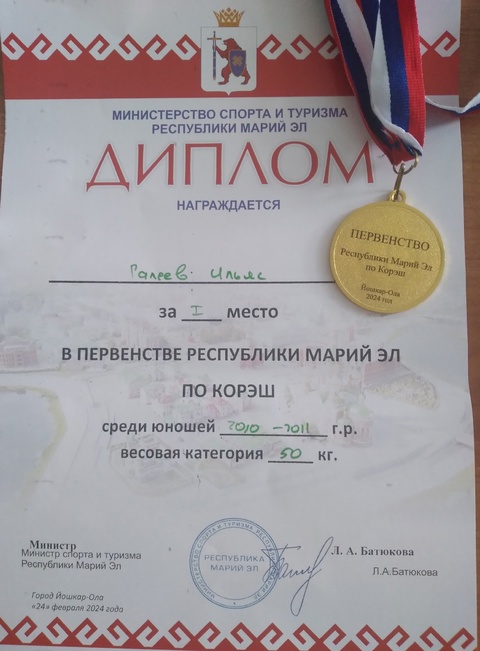 МИНИСТЕРСТВО СПОРТА И ТУРИЗМА
РЕСПУБЛИКИ МАРИЙ ЭЛ
ДИПЛОМ
НАГРАЖДАЕТСЯ
Галеев Ильяс
за I место
В ПЕРВЕНСТВЕ РЕСПУБЛИКИ МАРИЙ ЭЛ
ПО КОРЭШ
среди юношей 2010 - 2011 г.р.
весовая категория 50 кг.
ПЕРВЕНСТВО
Республики Марий Эл
по Корэш
Йошкар-Ола
2024 год
Министр
Министр спорта и туризма
Республики Марий Эл
РЕСПУБЛИКА
МАРИЙ ЭЛ
Л. А. Батюкова
Л.А.Батюкова
Город Йошкар-Ола
«24» февраля 2024 года